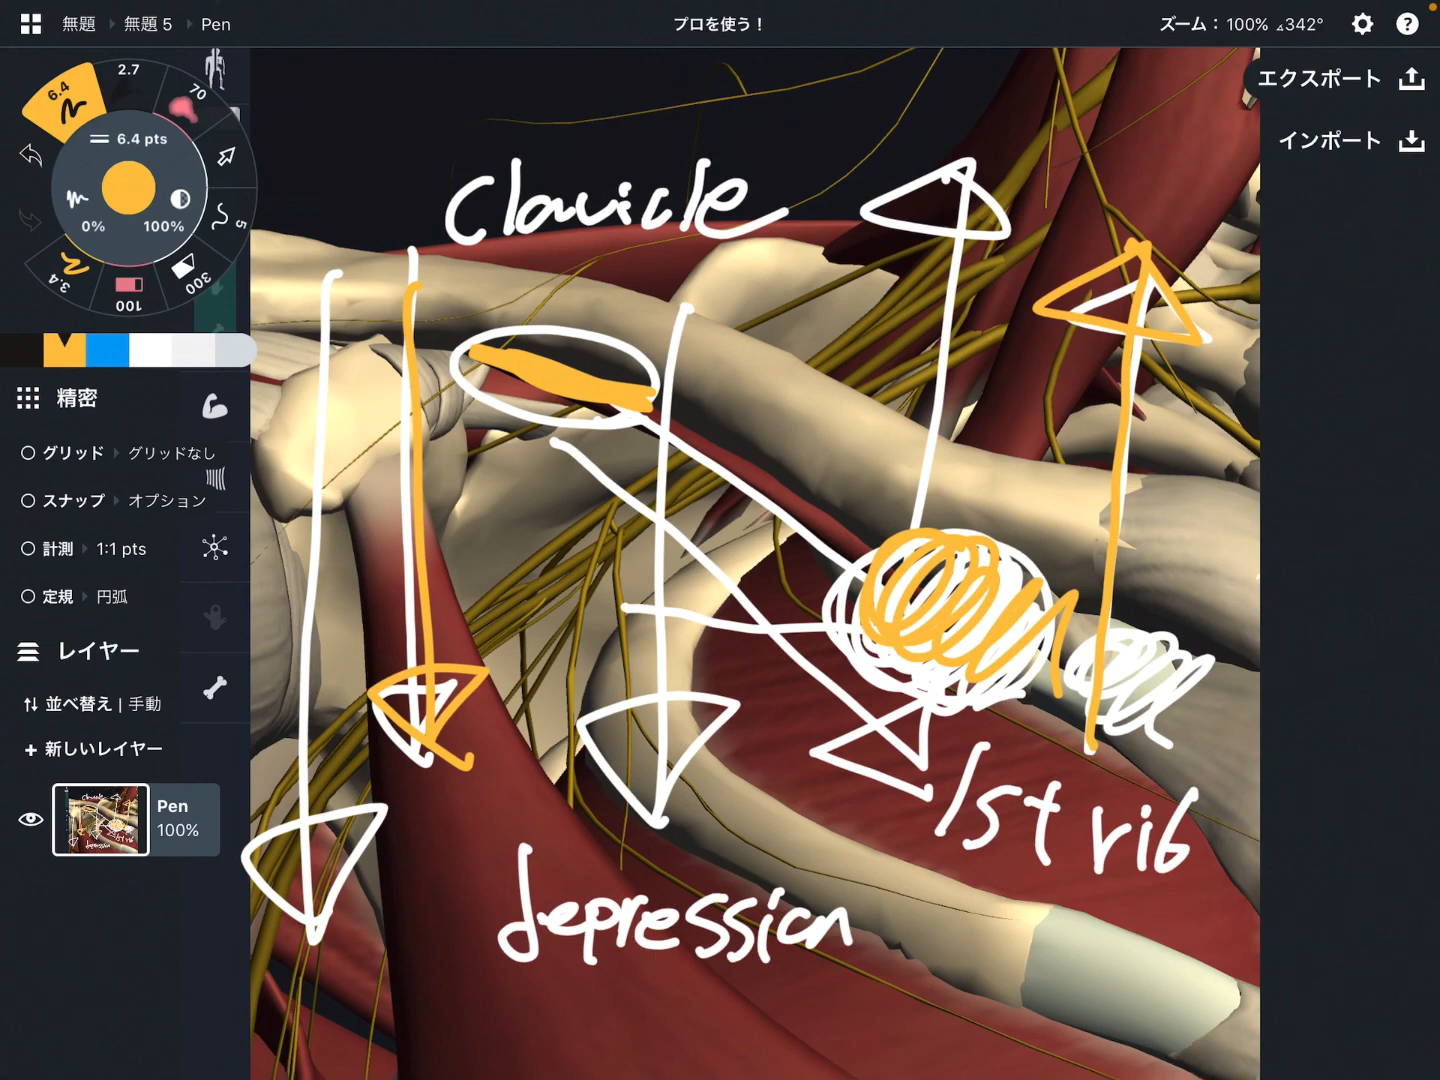 無題 無題 5 Pen
プロを使う！
ズーム： 100% ⦟342°
エクスポート
インポート
2.7
6.4
70
5
300
100
3.4
6.4 pts
0% 100%
精密
グリッド グリッドなし
スナップ オプション
計測 1:1 pts
定規 円弧
レイヤー
並べ替え | 手動
+ 新しいレイヤー
Pen
100%
Clavicle
1st rib
depression